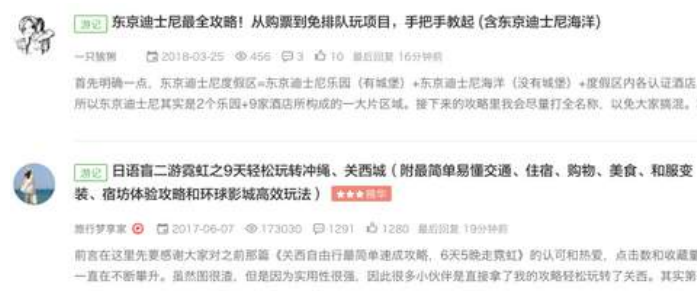 游记 东京迪士尼最全攻略！从购票到免排队玩项目，手把手教起 (含东京迪士尼海洋)
一只 2018-03-25 456 3 10 最后回复 16分钟前
首先明确一点，东京迪士尼度假区=东京迪士尼乐园（有城堡）+东京迪士尼海洋（没有城堡）+度假区内各认证酒店
所以东京迪士尼其实是2个乐园+9家酒店所构成的一大片区域。接下来的攻略里我会尽量打全名称，以免大家搞混。
游记 日语盲二游霓虹之9天轻松玩转冲绳、关西城（附最简单易懂交通、住宿、购物、美食、和服变
装、宿坊体验攻略和环球影城高效玩法） ★★★精华
旅行梦享家 2017-06-07 173030 1291 1280 最后回复 19分钟前
前言在这里先要感谢大家对之前那篇《关西自由行最简单速成攻略，6天5晚走霓虹》的认可和热爱，点击数和收藏量
一直在不断攀升。虽然图很渣，但是因为实用性很强，因此很多小伙伴是直接拿了我的攻略轻松玩转了关西。其实第